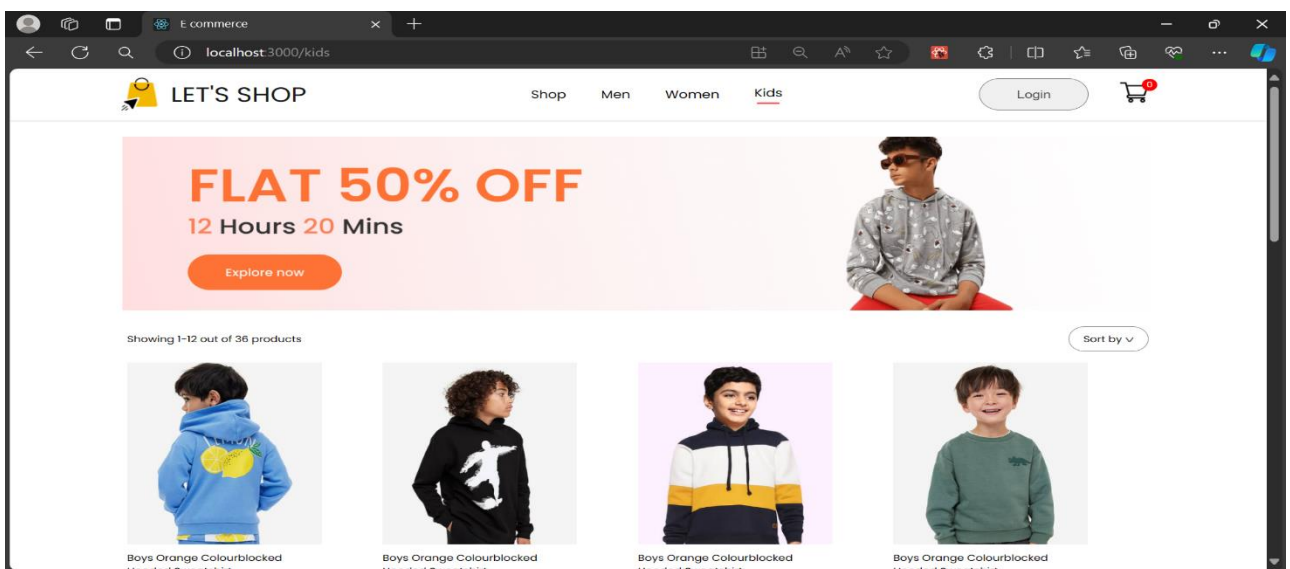 E commerce
localhost:3000/kids
LET'S SHOP
Shop Men Women Kids
Login
0
FLAT 50% OFF
12 Hours 20 Mins
Explore now
Showing 1-12 out of 36 products
Sort by
Boys Orange Colourblocked
Boys Orange Colourblocked
Boys Orange Colourblocked
Boys Orange Colourblocked